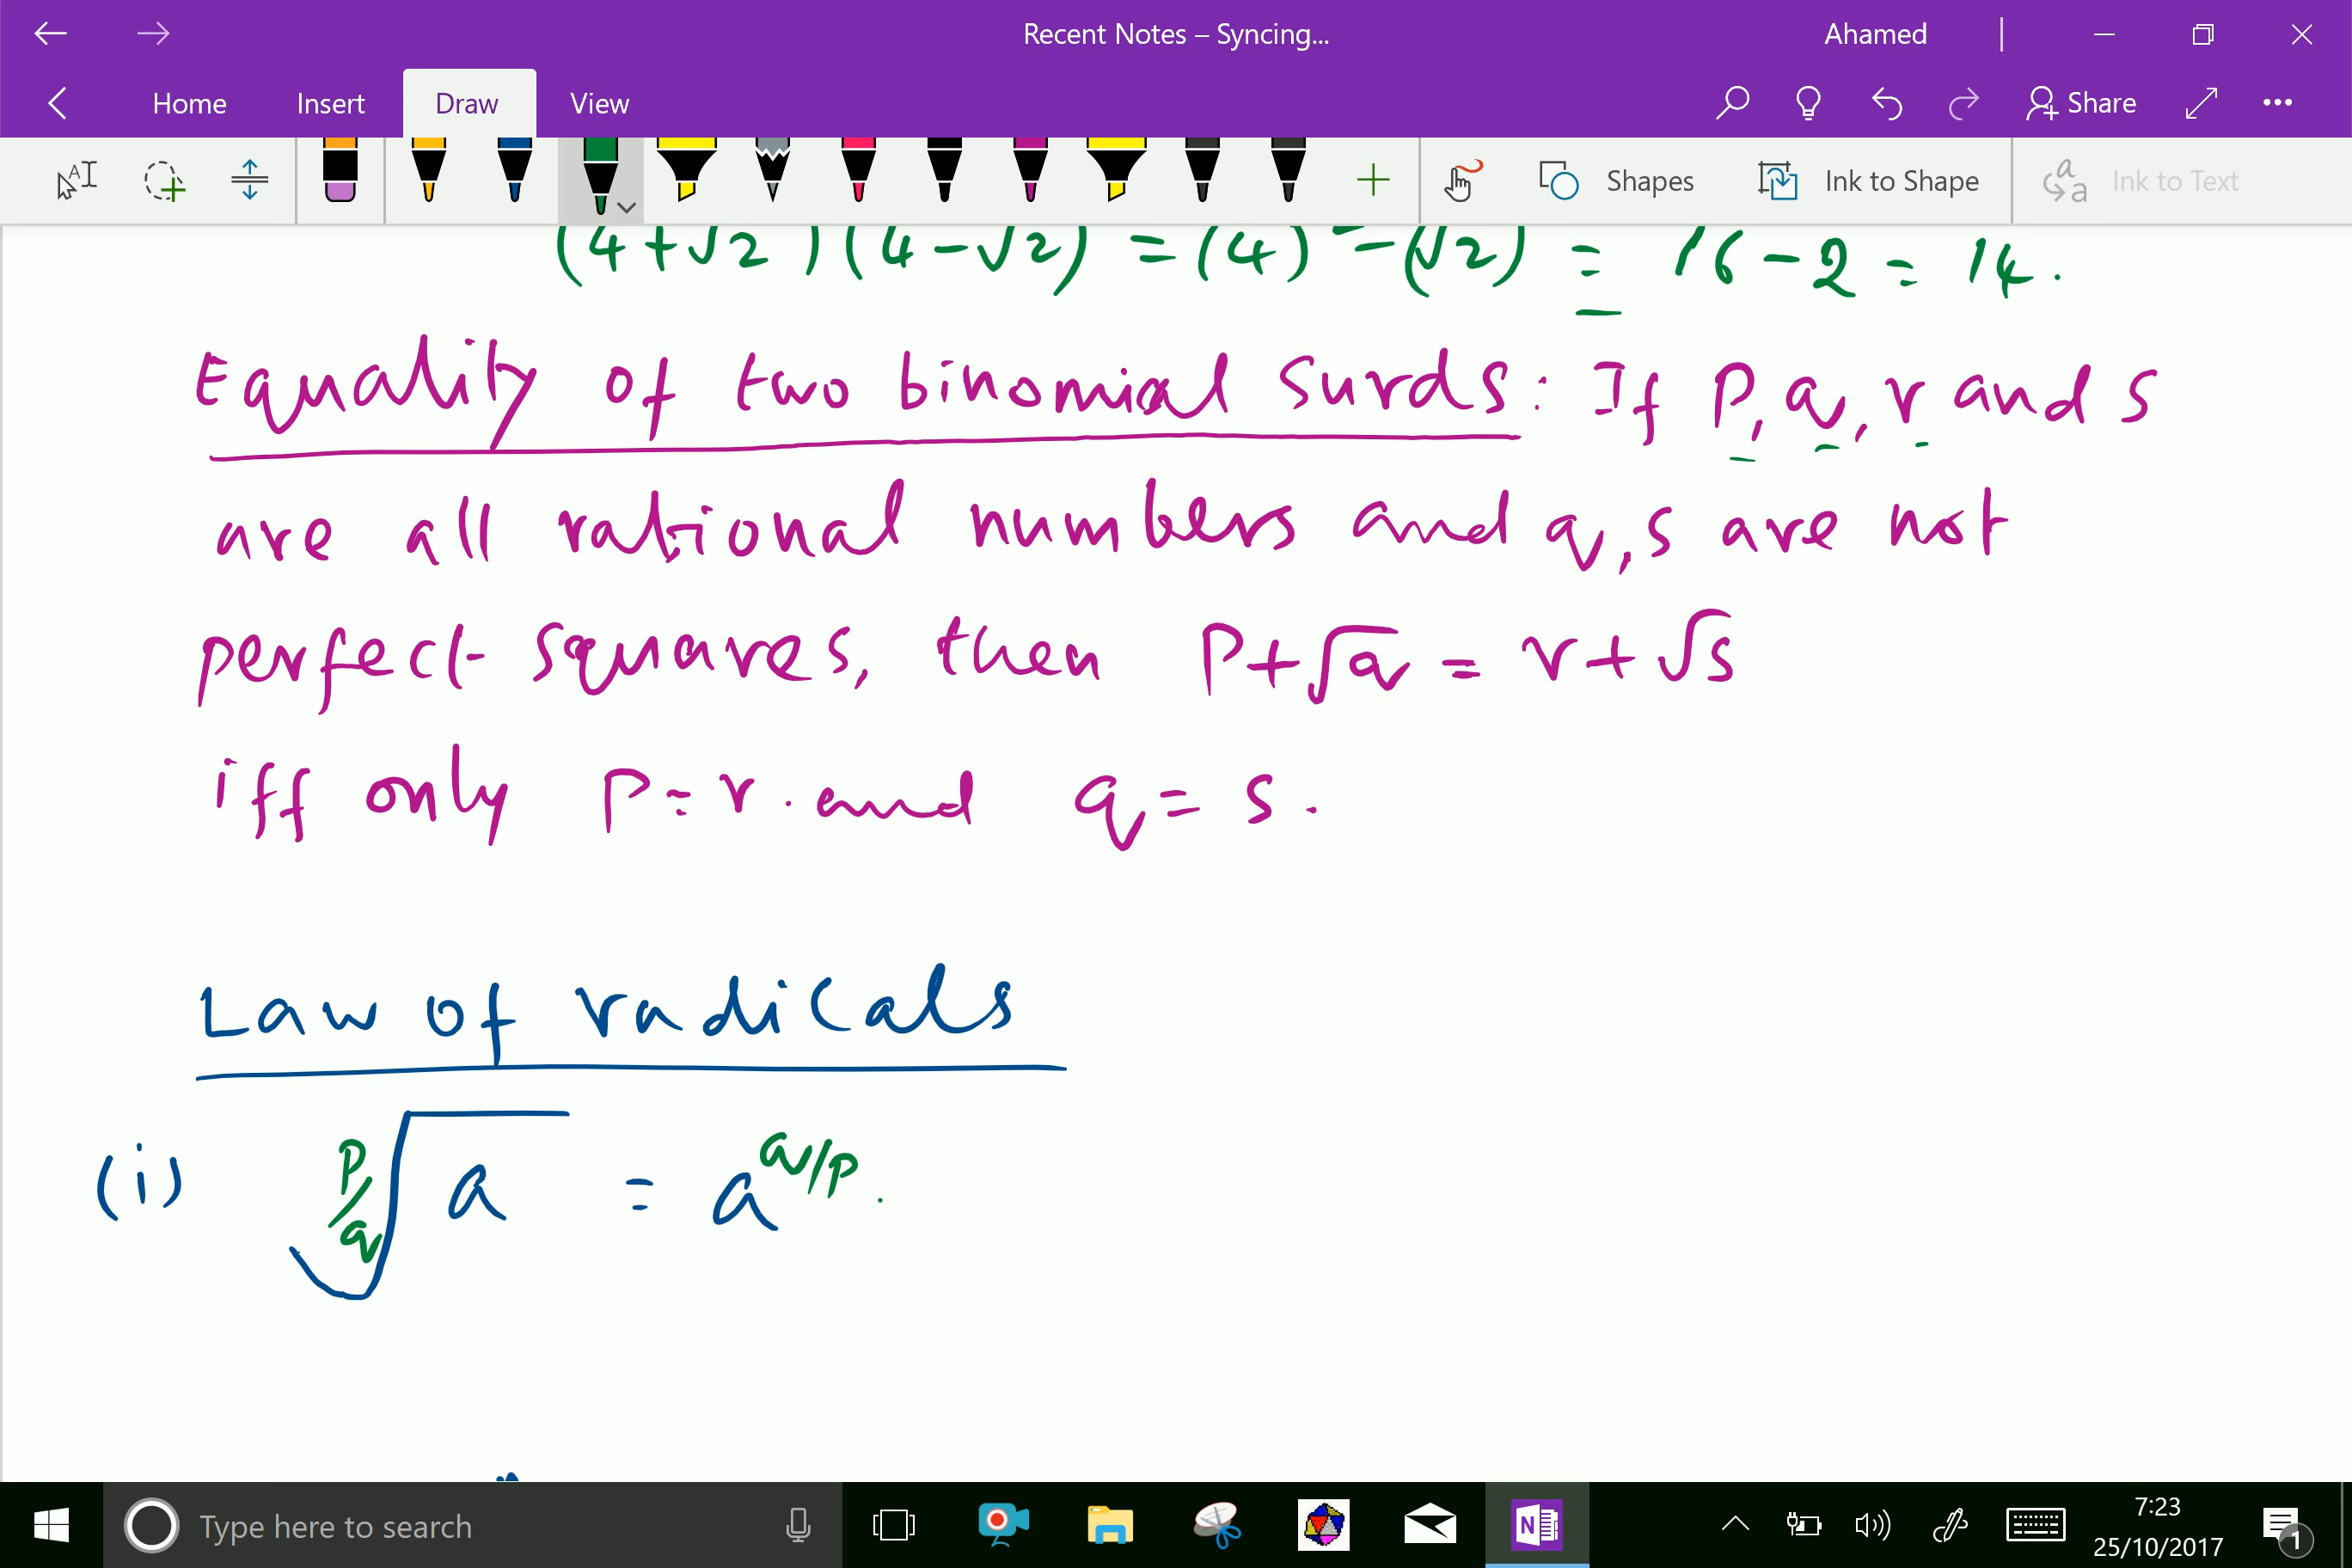 Recent Notes – Syncing...
Ahamed
Home Insert Draw View
Share
Shapes
Ink to Shape
Ink to Text
(4+√2)(4-√2) = (4)² - (√2) = 16 - 2 = 14.
Equality of two binomial surds: If P, q, r and s
are all rational numbers and q, s are not
perfect squares, then P+√q = r+√s
iff only P=r. and q = s.
Law of radicals
(i) p/q√a = a^q/p.
Type here to search
7:23
25/10/2017
1